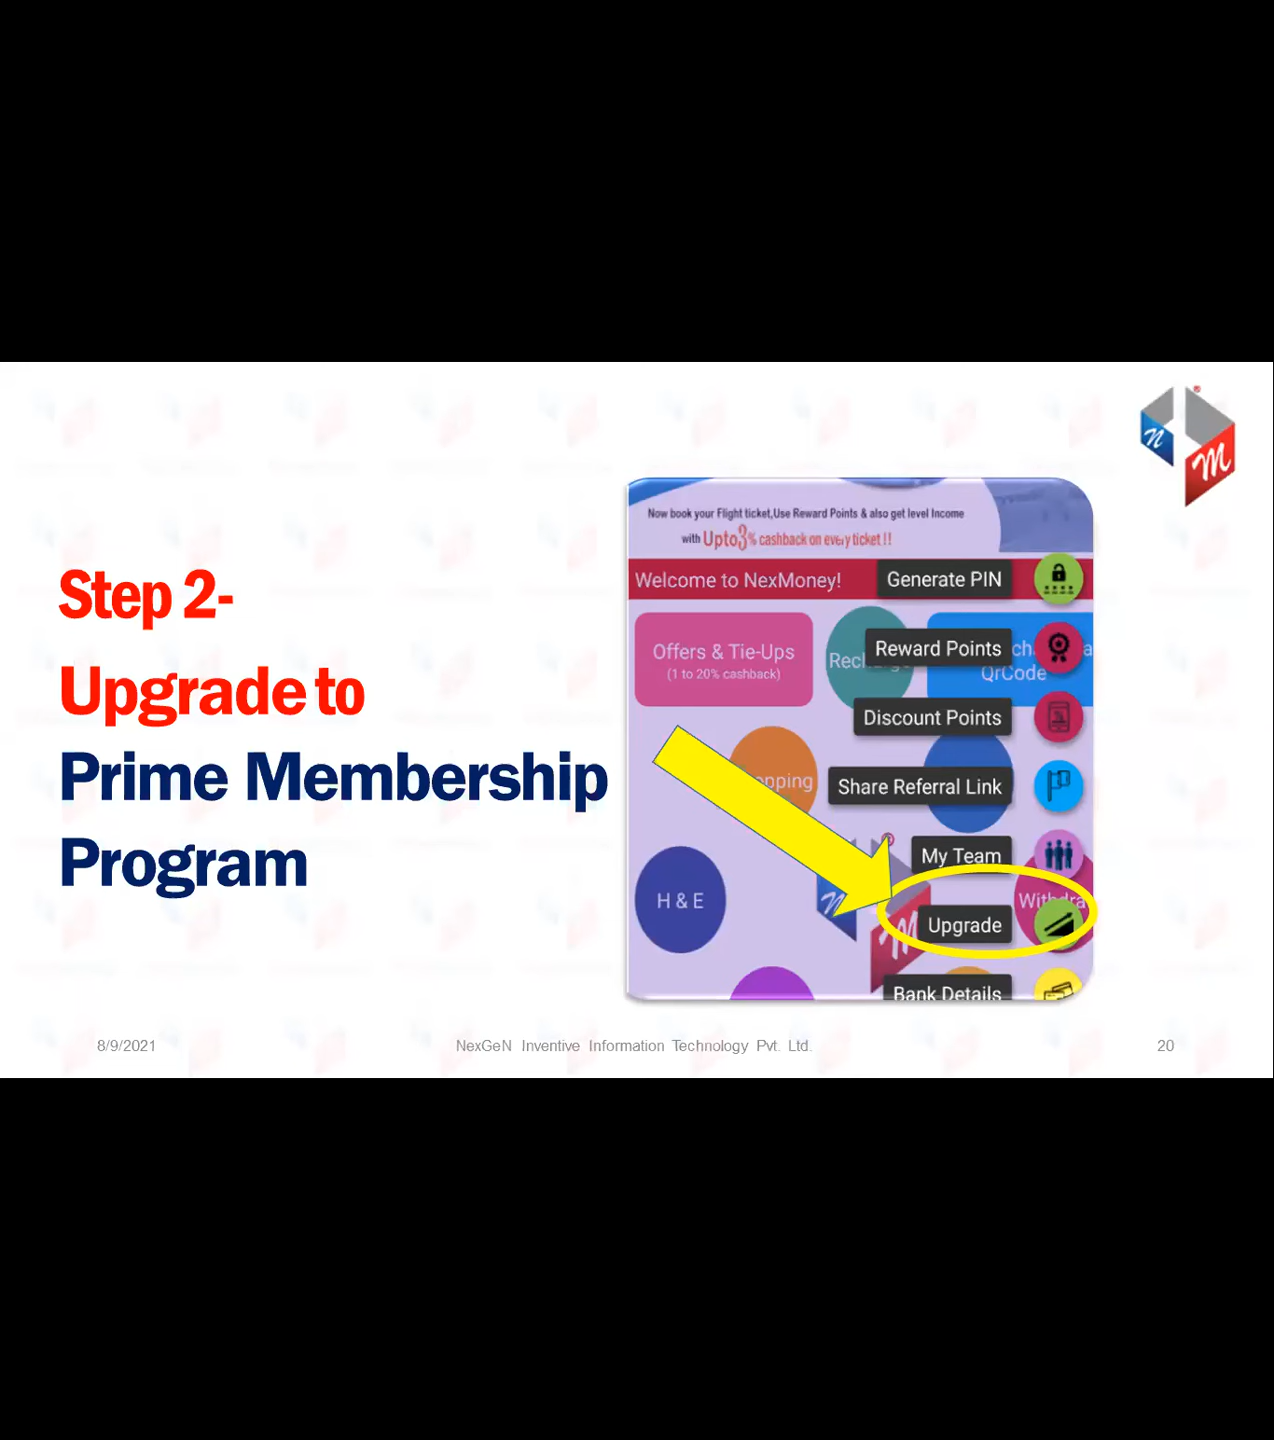 Step 2-
Upgrade to
Prime Membership
Program
Now book your Flight ticket,Use Reward Points & also get level Income
with Upto3% cashback on every ticket !!
Welcome to NexMoney!
Generate PIN
Offers & Tie-Ups
(1 to 20% cashback)
Reward Points
QrCode
Discount Points
Share Referral Link
My Team
H & E
Upgrade
Bank Details
n
M
8/9/2021
NexGeN Inventive Information Technology Pvt. Ltd.
20